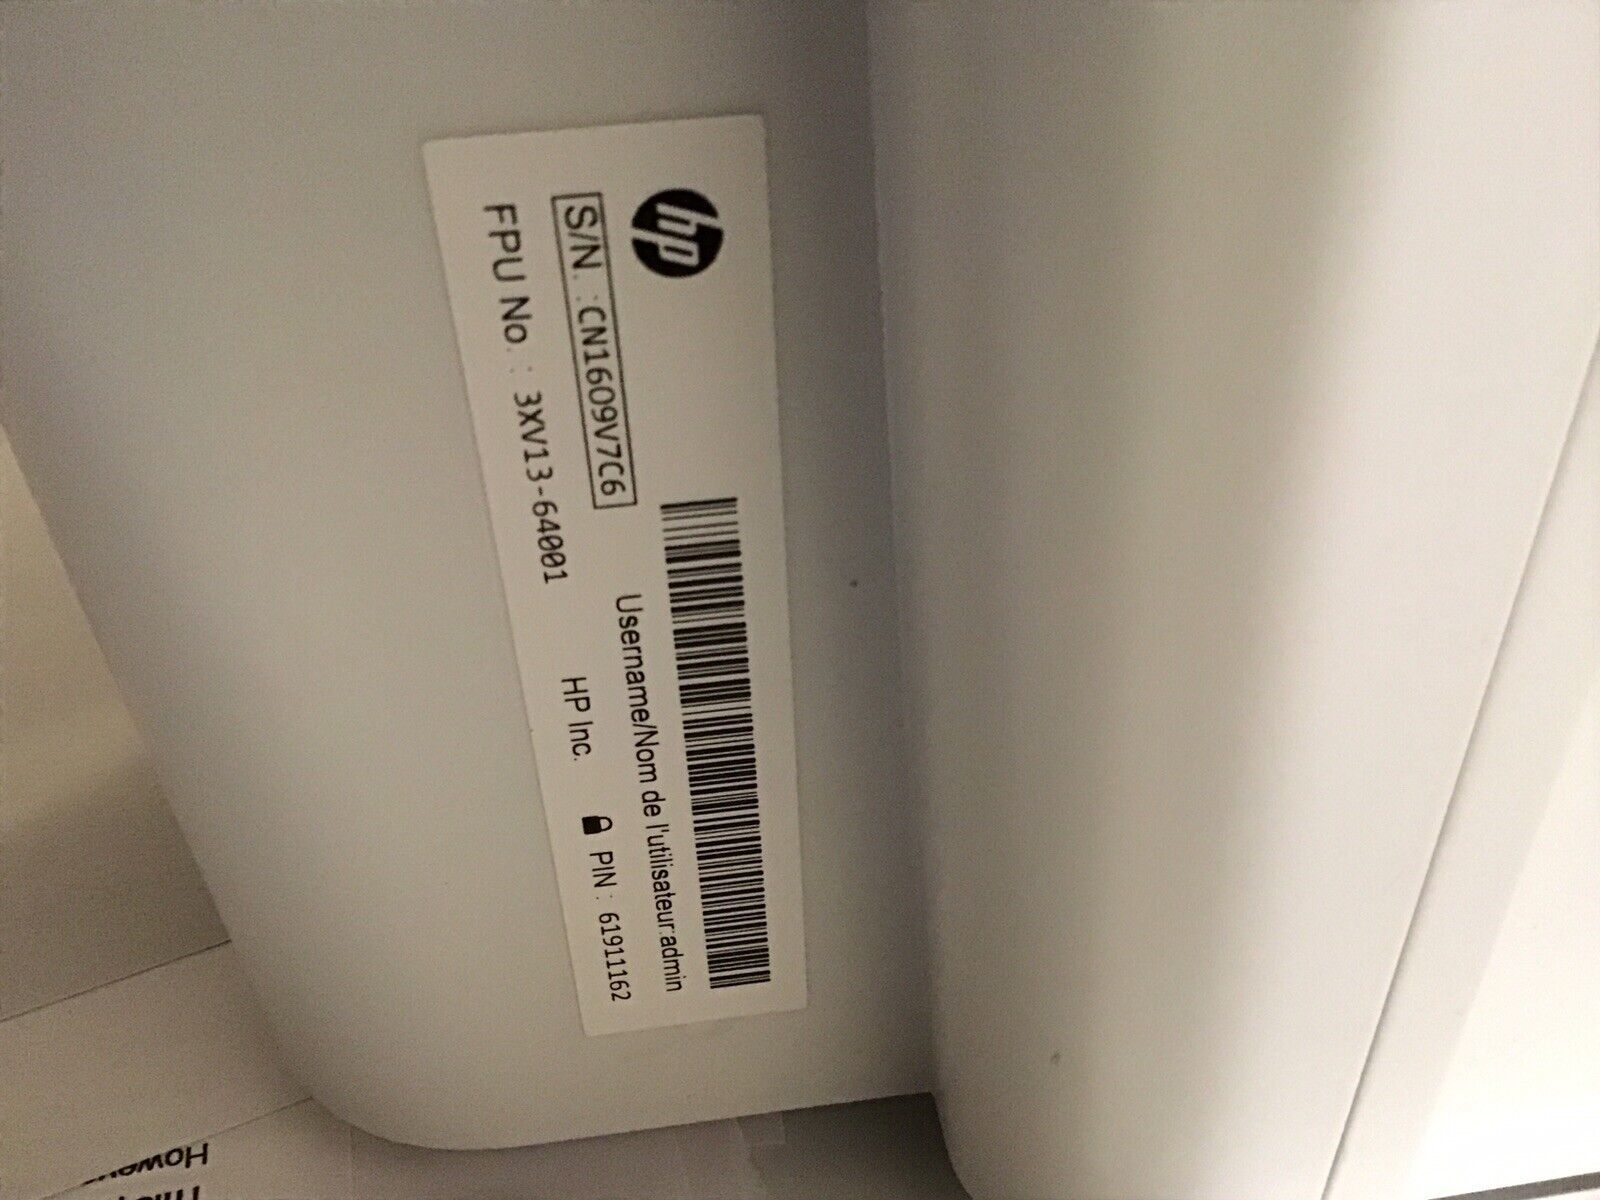 hp
S/N. : CN1609V7C6
Username/Nom de l'utilisateur:admin
FPU No. : 3XV13-64001
HP Inc.
PIN : 61911162